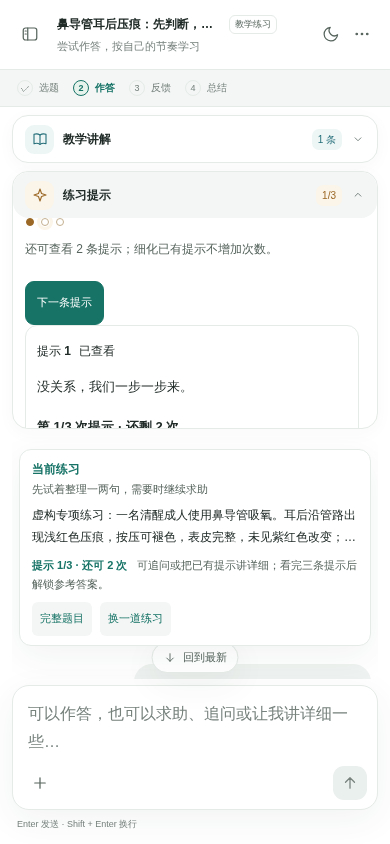 鼻导管耳后压痕：先判断，...
教学练习
尝试作答，按自己的节奏学习
选题
2 作答
3 反馈
4 总结
教学讲解
1 条
练习提示
1/3
还可查看 2 条提示；细化已有提示不增加次数。
下一条提示
提示 1 已查看
没关系，我们一步一步来。
第 1/3 次提示 · 还剩 2 次
当前练习
先试着整理一两句，需要时继续求助
虚构专项练习：一名清醒成人使用鼻导管吸氧。耳后沿管路出
现浅红色压痕，按压可褪色，表皮完整，未见紫红色改变；...
提示 1/3 · 还可 2 次 可追问或把已有提示讲详细；看完三条提示后
解锁参考答案。
完整题目
换一道练习
回到最新
可以作答，也可以求助、追问或让我讲详细一
些...
Enter 发送 · Shift + Enter 换行